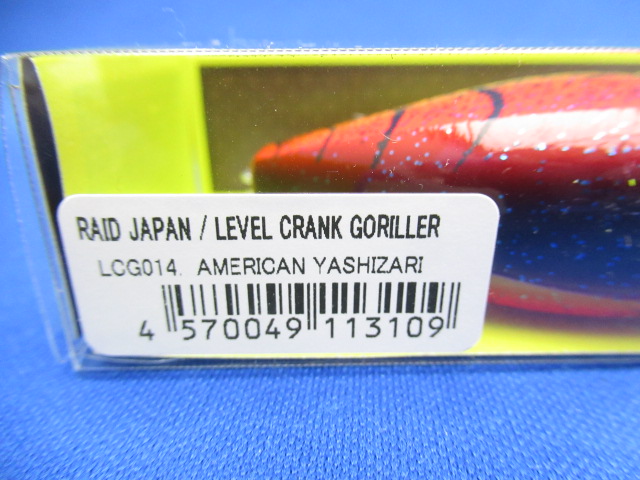 RAID JAPAN / LEVEL CRANK GORILLER
LCG014. AMERICAN YASHIZARI
4 570049 113109